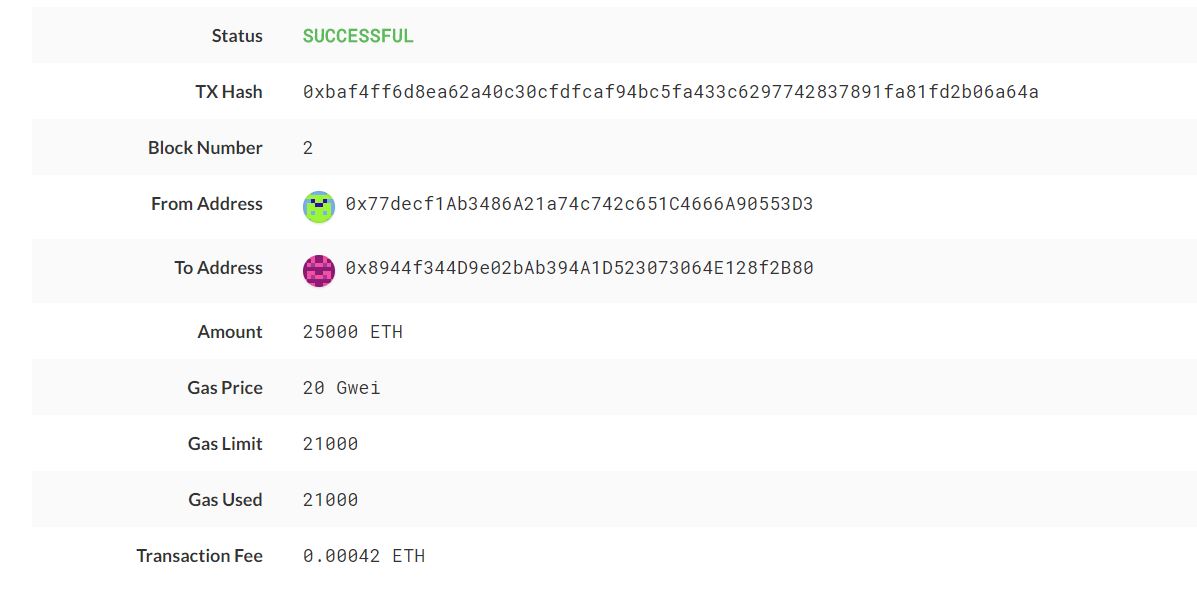 Status SUCCESSFUL
TX Hash 0xbaf4ff6d8ea62a40c30cfdfcaf94bc5fa433c6297742837891fa81fd2b06a64a
Block Number 2
From Address 0x77decf1Ab3486A21a74c742c651C4666A90553D3
To Address 0x8944f344D9e02bAb394A1D523073064E128f2B80
Amount 25000 ETH
Gas Price 20 Gwei
Gas Limit 21000
Gas Used 21000
Transaction Fee 0.00042 ETH